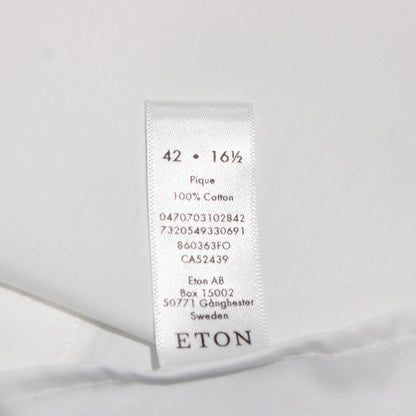 42 • 16½
Pique
100% Cotton
0470703102842
7320549330691
860363FO
CA52439
Eton AB
Box 15002
50771 Gånghester
Sweden
ETON